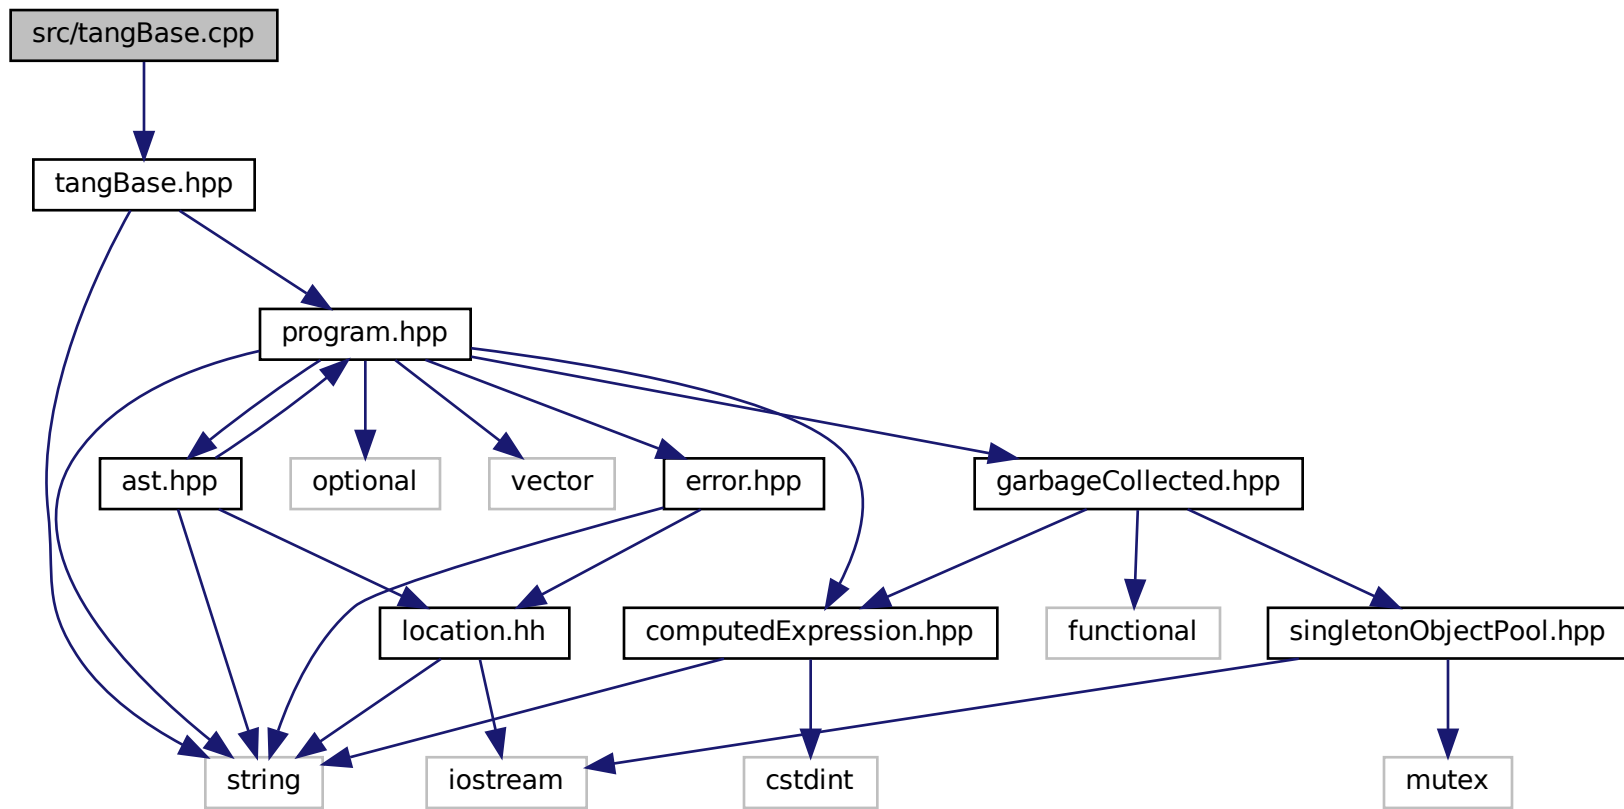 src/tangBase.cpp
tangBase.hpp
program.hpp
ast.hpp
optional
vector
error.hpp
garbageCollected.hpp
location.hh
computedExpression.hpp
functional
singletonObjectPool.hpp
string
iostream
cstdint
mutex